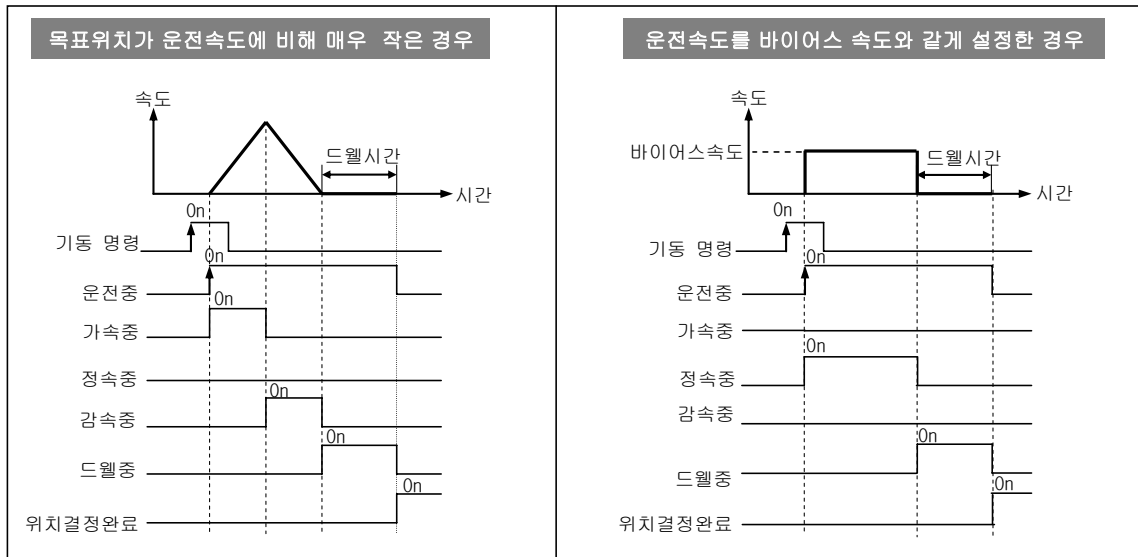 목표위치가 운전속도에 비해 매우 작은 경우
속도
드웰시간
시간
On
기동 명령
On
운전중
On
가속중
정속중
On
감속중
On
드웰중
On
위치결정완료
운전속도를 바이어스 속도와 같게 설정한 경우
속도
바이어스속도
드웰시간
시간
On
기동 명령
On
운전중
가속중
On
정속중
감속중
On
드웰중
On
위치결정완료